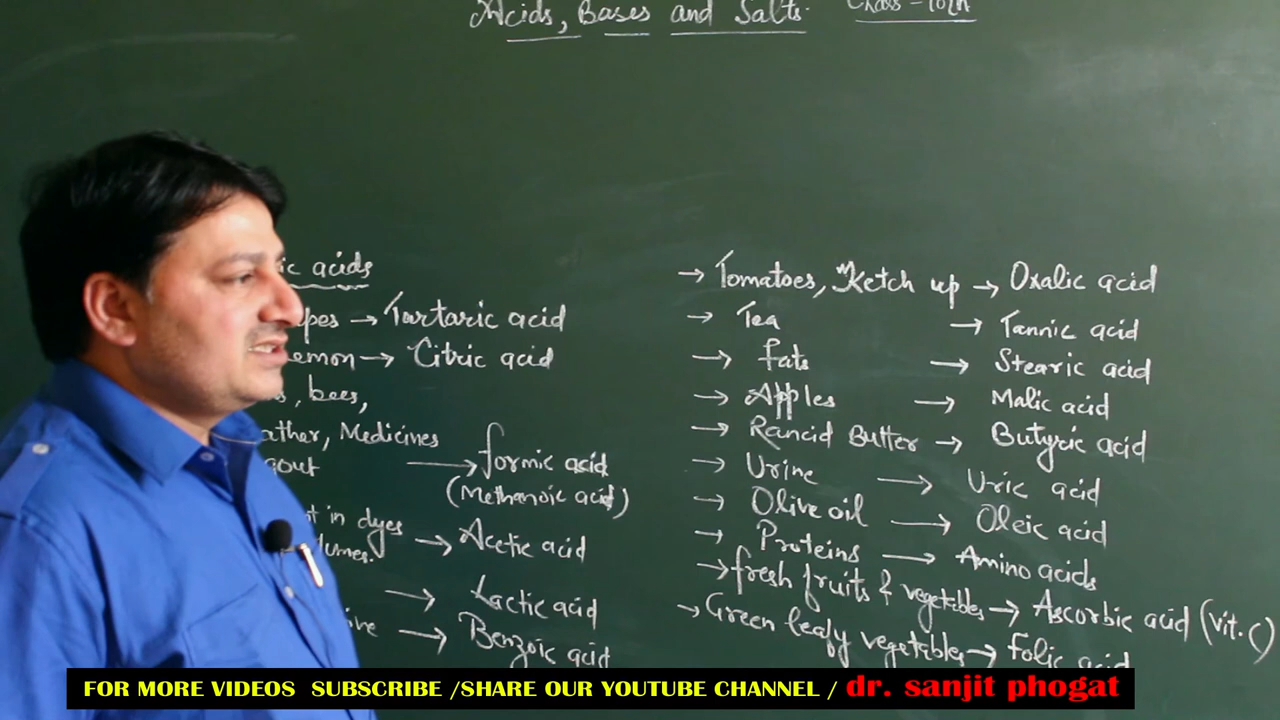 Acids, Bases and Salts. Class - 10th
ic acids
pes → Tartaric acid
emon → Citric acid
, bees,
ather, Medicines
gout → formic acid
(Methanoic acid)
in dyes → Acetic acid
→ Lactic acid
ive → Benzoic acid
→ Tomatoes, Ketch up → Oxalic acid
→ Tea → Tannic acid
→ fats → Stearic acid
→ Apples → Malic acid
→ Rancid Butter → Butyric acid
→ Urine → Uric acid
→ Olive oil → Oleic acid
→ Proteins → Amino acids
→ fresh fruits & vegetables → Ascorbic acid (vit. C)
→ Green leafy vegetables → Folic acid
FOR MORE VIDEOS SUBSCRIBE /SHARE OUR YOUTUBE CHANNEL / dr. sanjit phogat